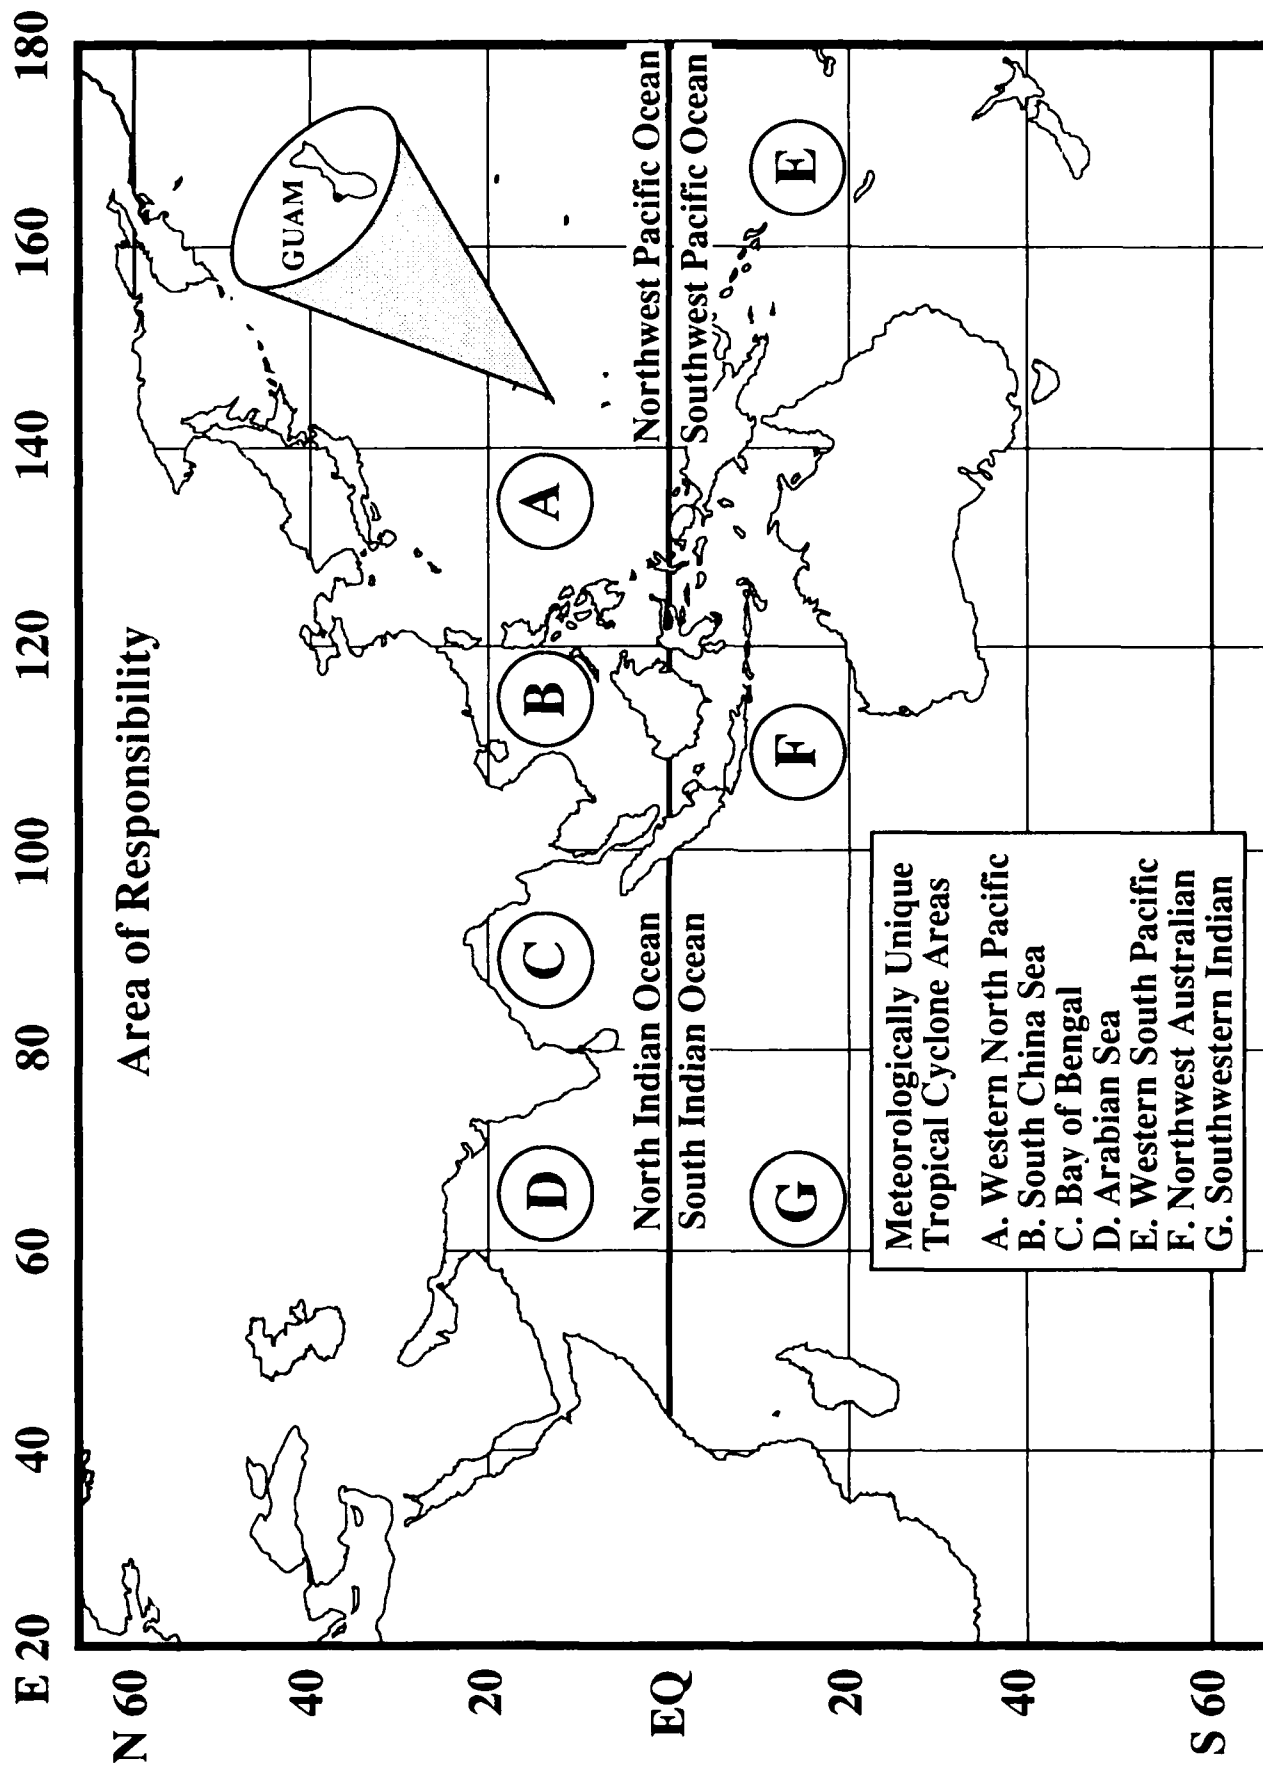 Area of Responsibility
E 20
40
60
80
100
120
140
160
180
N 60
40
20
EQ
20
40
S 60
GUAM
A
B
C
D
North Indian Ocean
South Indian Ocean
Northwest Pacific Ocean
Southwest Pacific Ocean
E
F
G
Meteorologically Unique
Tropical Cyclone Areas
A. Western North Pacific
B. South China Sea
C. Bay of Bengal
D. Arabian Sea
E. Western South Pacific
F. Northwest Australian
G. Southwestern Indian